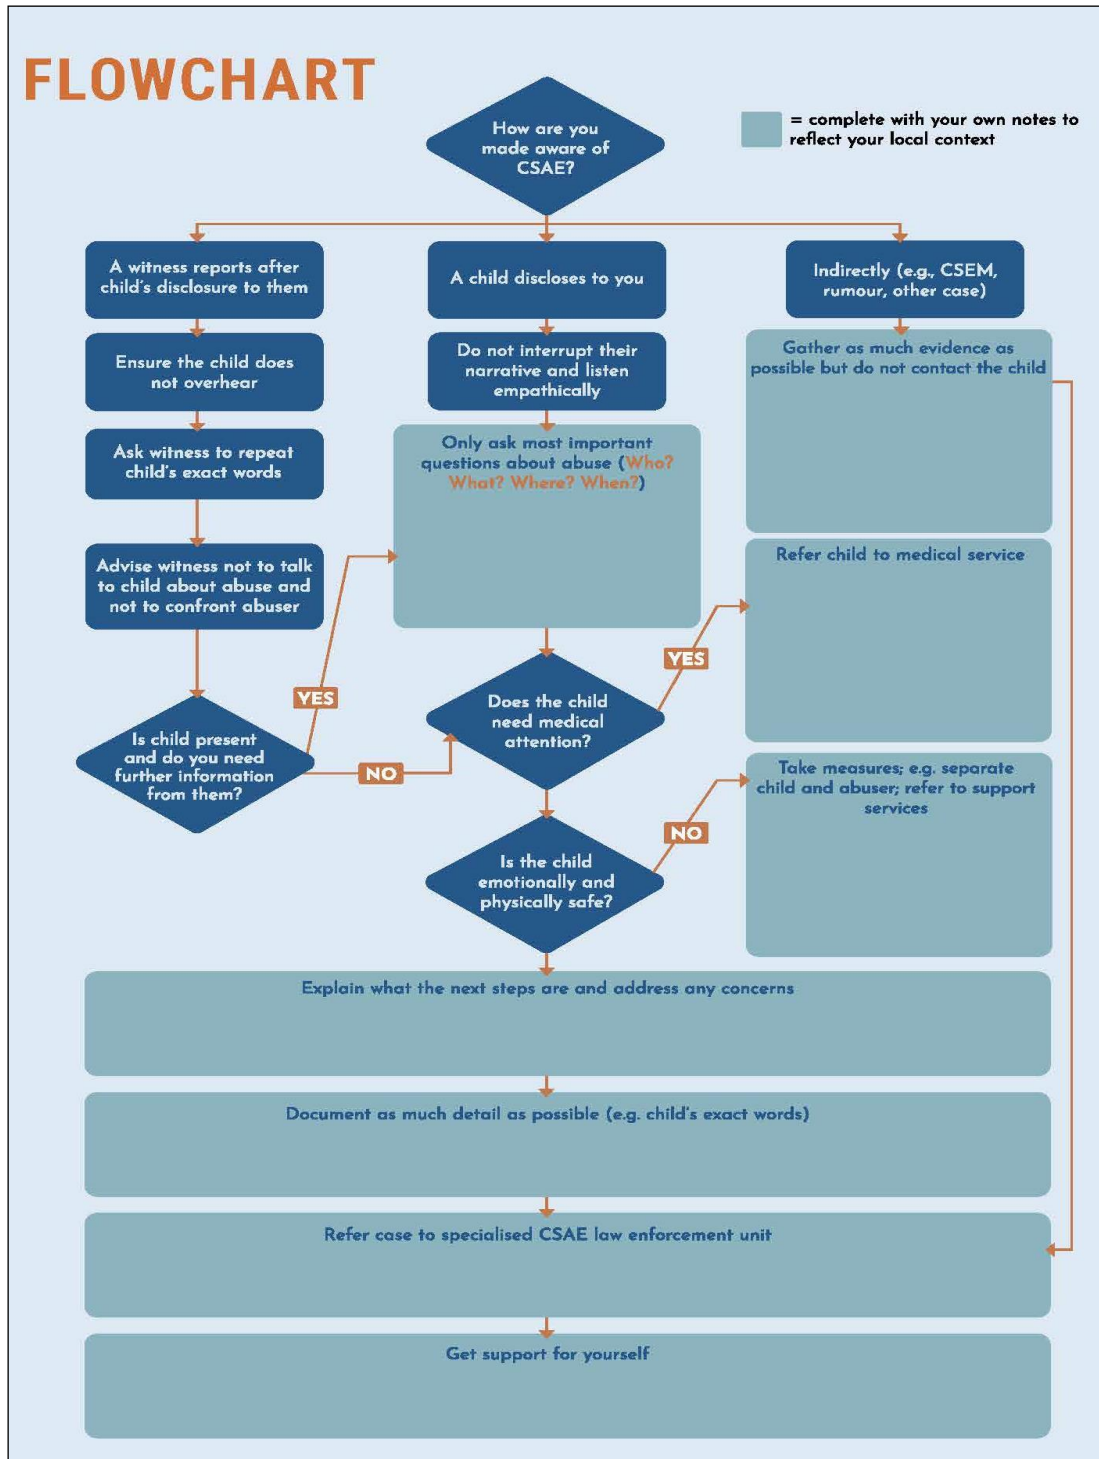 FLOWCHART
= complete with your own notes to
reflect your local context
How are you
made aware of
CSAE?
A witness reports after
child's disclosure to them
A child discloses to you
Indirectly (e.g., CSEM,
rumour, other case)
Ensure the child does
not overhear
Do not interrupt their
narrative and listen
empathically
Gather as much evidence as
possible but do not contact the child
Ask witness to repeat
child's exact words
Only ask most important
questions about abuse (Who?
What? Where? When?)
Advise witness not to talk
to child about abuse and
not to confront abuser
Refer child to medical service
YES
YES
Is child present
and do you need
further information
from them?
NO
Does the child
need medical
attention?
Take measures; e.g. separate
child and abuser; refer to support
services
NO
Is the child
emotionally and
physically safe?
Explain what the next steps are and address any concerns
Document as much detail as possible (e.g. child's exact words)
Refer case to specialised CSAE law enforcement unit
Get support for yourself